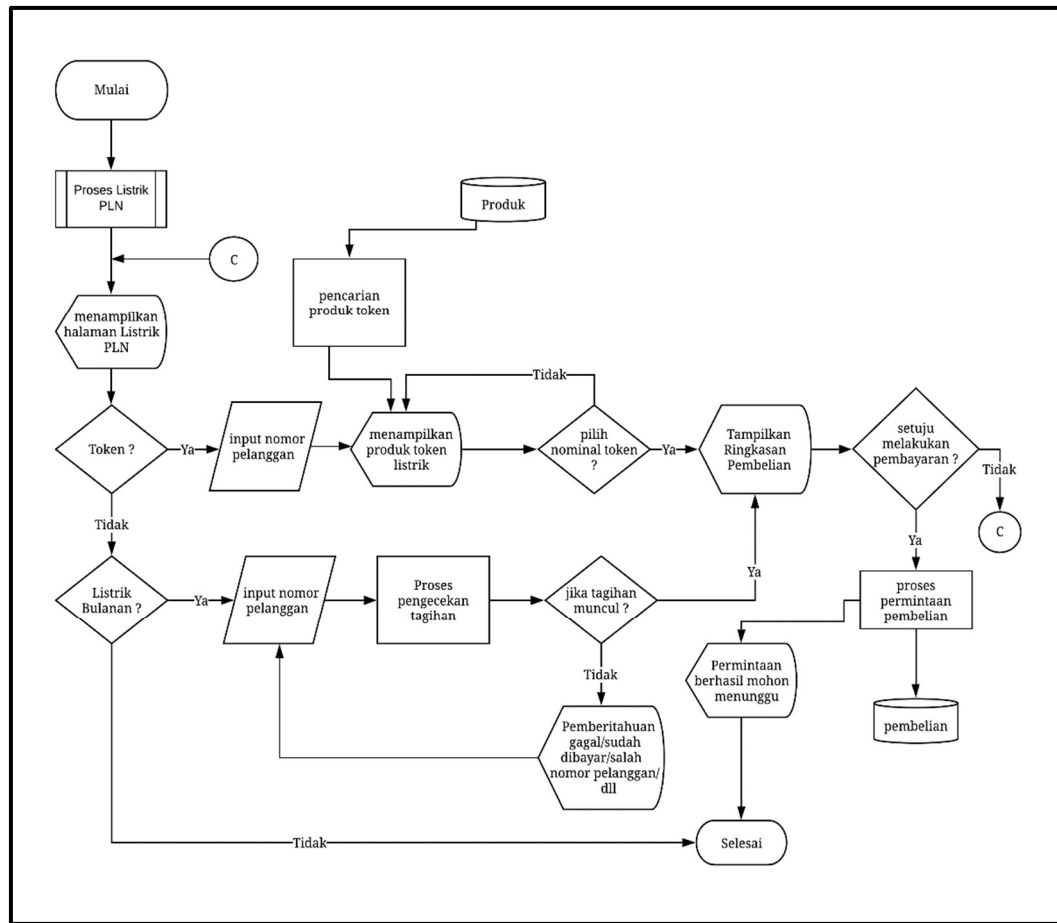 Mulai
Proses Listrik
PLN
Produk
C
pencarian
produk token
menampilkan
halaman Listrik
PLN
Tidak
Token ?
Ya
input nomor
pelanggan
menampilkan
produk token
listrik
pilih
nominal token
?
Ya
Tampilkan
Ringkasan
Pembelian
setuju
melakukan
pembayaran ?
Tidak
C
Tidak
Ya
Listrik
Bulanan ?
Ya
input nomor
pelanggan
Proses
pengecekan
tagihan
jika tagihan
muncul ?
Ya
proses
permintaan
pembelian
Tidak
Permintaan
berhasil mohon
menunggu
pembelian
Pemberitahuan
gagal/sudah
dibayar/salah
nomor pelanggan/
dll
Tidak
Selesai